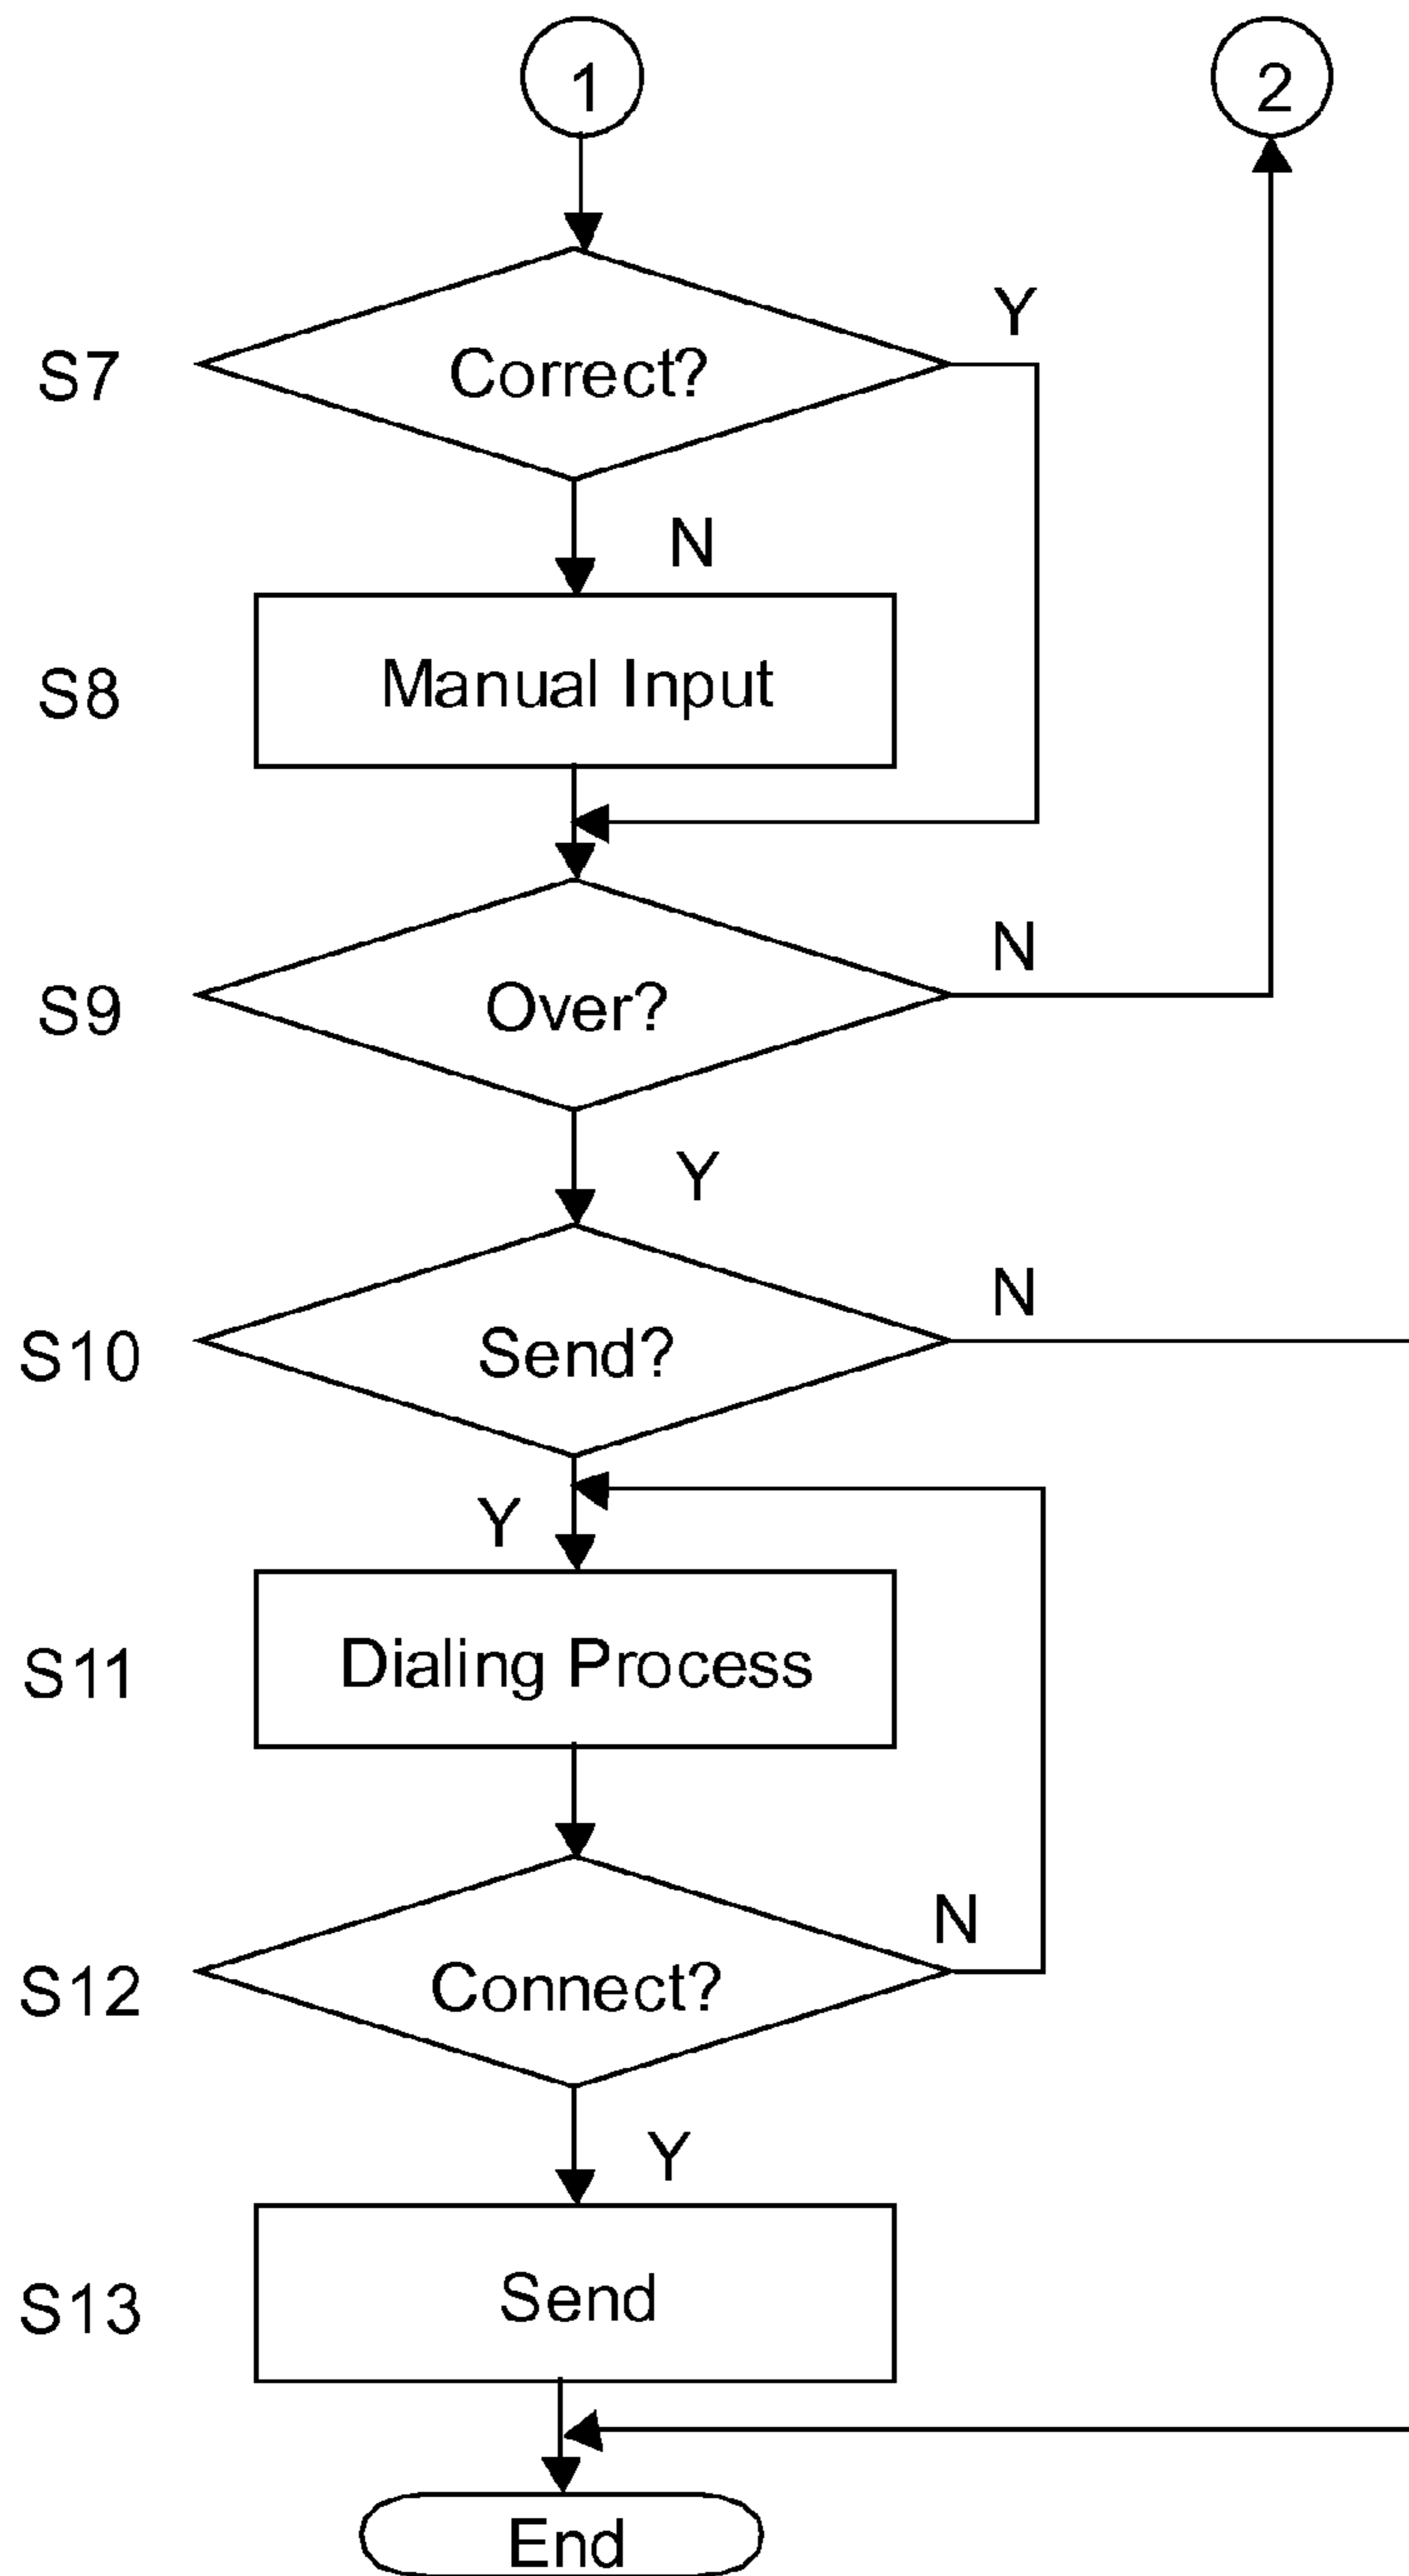 1
2
Y
S7
Correct?
N
S8
Manual Input
N
S9
Over?
Y
N
S10
Send?
Y
S11
Dialing Process
N
S12
Connect?
Y
S13
Send
End